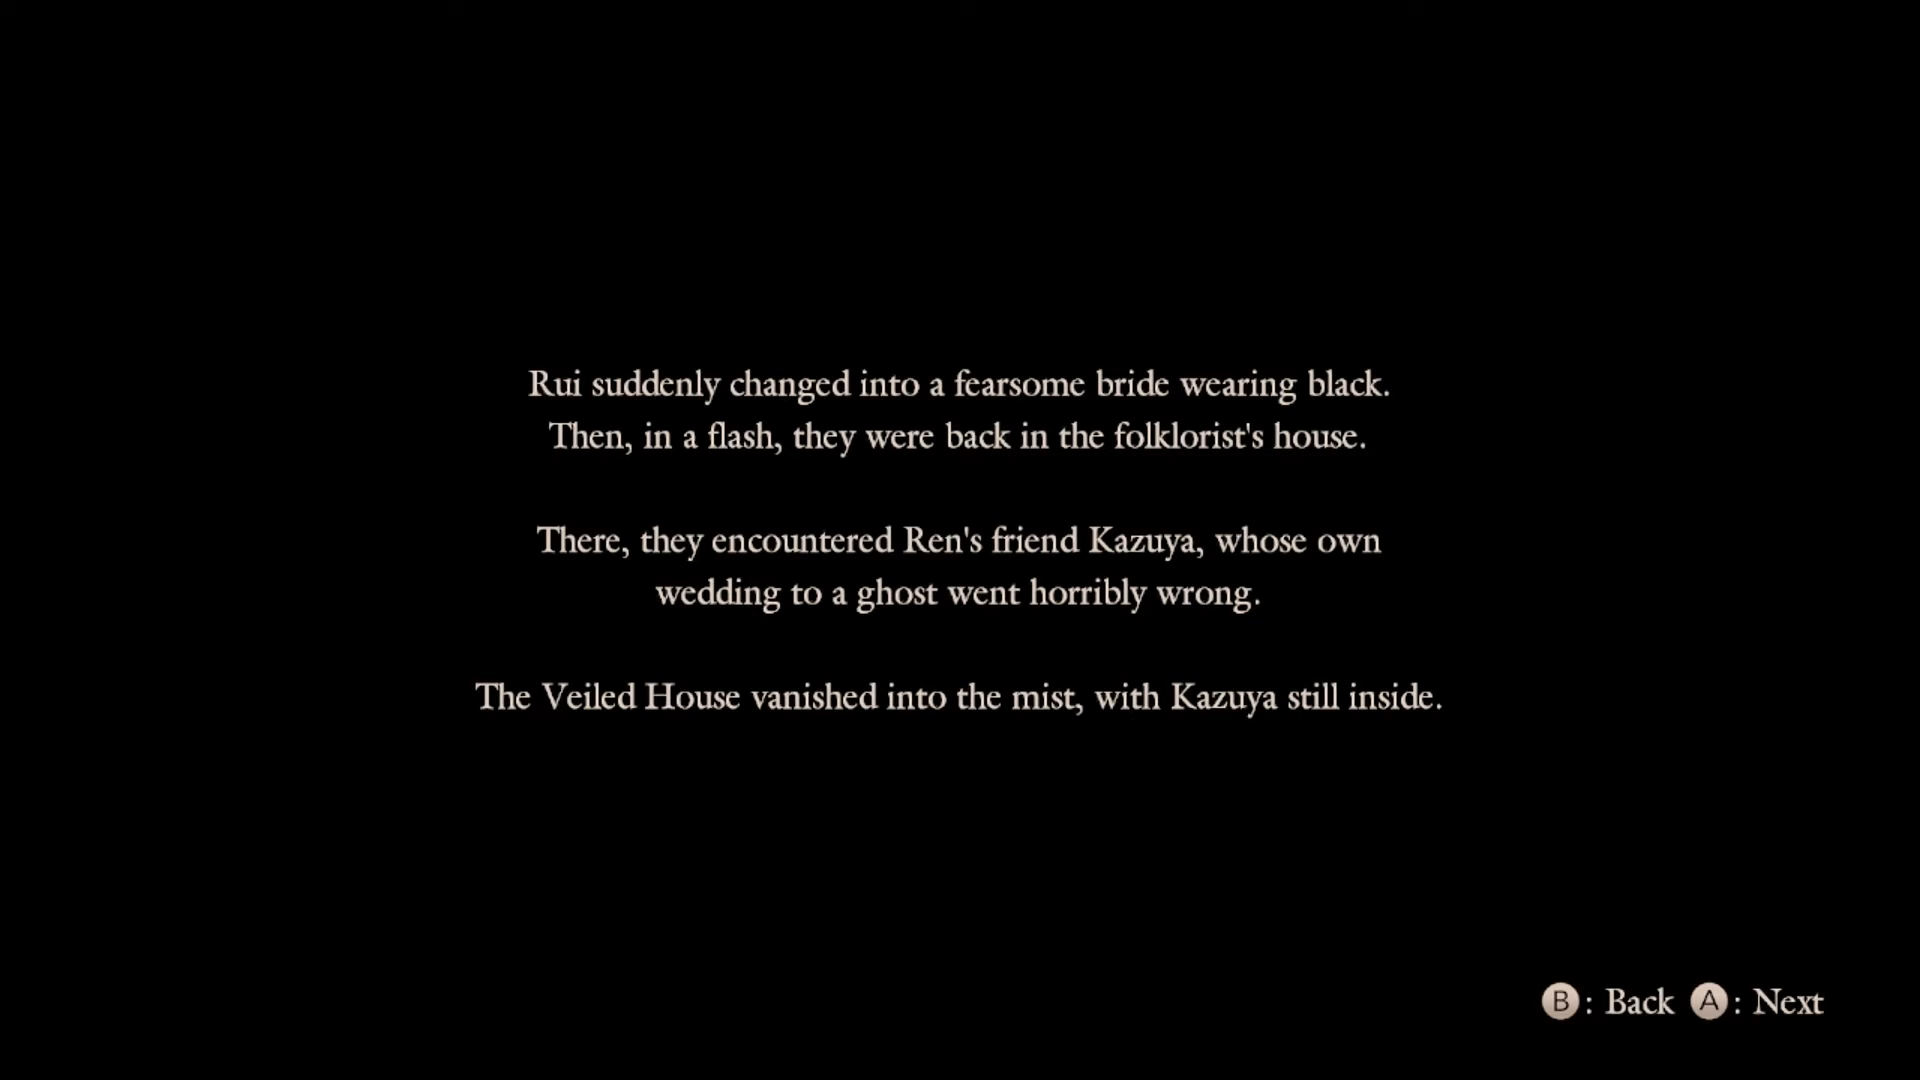 Rui suddenly changed into a fearsome bride wearing black.
Then, in a flash, they were back in the folklorist's house.
There, they encountered Ren's friend Kazuya, whose own
wedding to a ghost went horribly wrong.
The Veiled House vanished into the mist, with Kazuya still inside.
B: Back A: Next